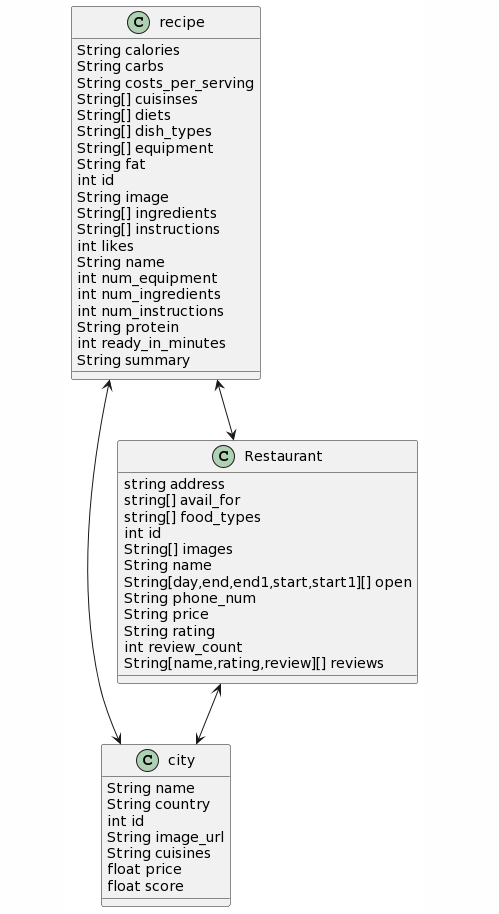 C recipe
String calories
String carbs
String costs_per_serving
String[] cuisinses
String[] diets
String[] dish_types
String[] equipment
String fat
int id
String image
String[] ingredients
String[] instructions
int likes
String name
int num_equipment
int num_ingredients
int num_instructions
String protein
int ready_in_minutes
String summary
C Restaurant
string address
string[] avail_for
string[] food_types
int id
String[] images
String name
String[day,end,end1,start,start1][] open
String phone_num
String price
String rating
int review_count
String[name,rating,review][] reviews
C city
String name
String country
int id
String image_url
String cuisines
float price
float score